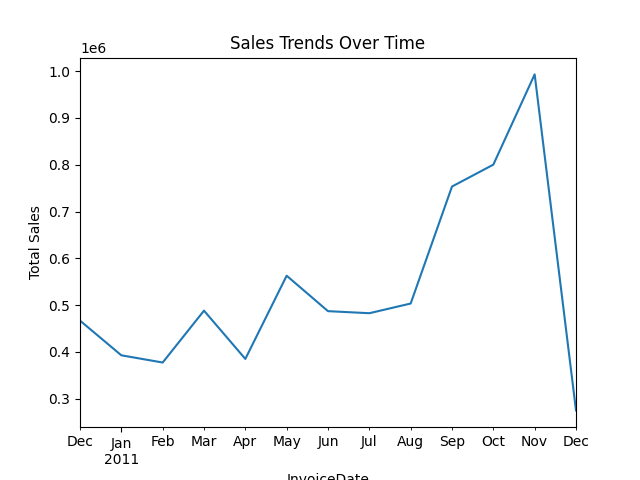 Sales Trends Over Time
1e6
1.0
0.9
0.8
0.7
0.6
0.5
0.4
0.3
Total Sales
Dec Jan Feb Mar Apr May Jun Jul Aug Sep Oct Nov Dec
2011
InvoiceDate